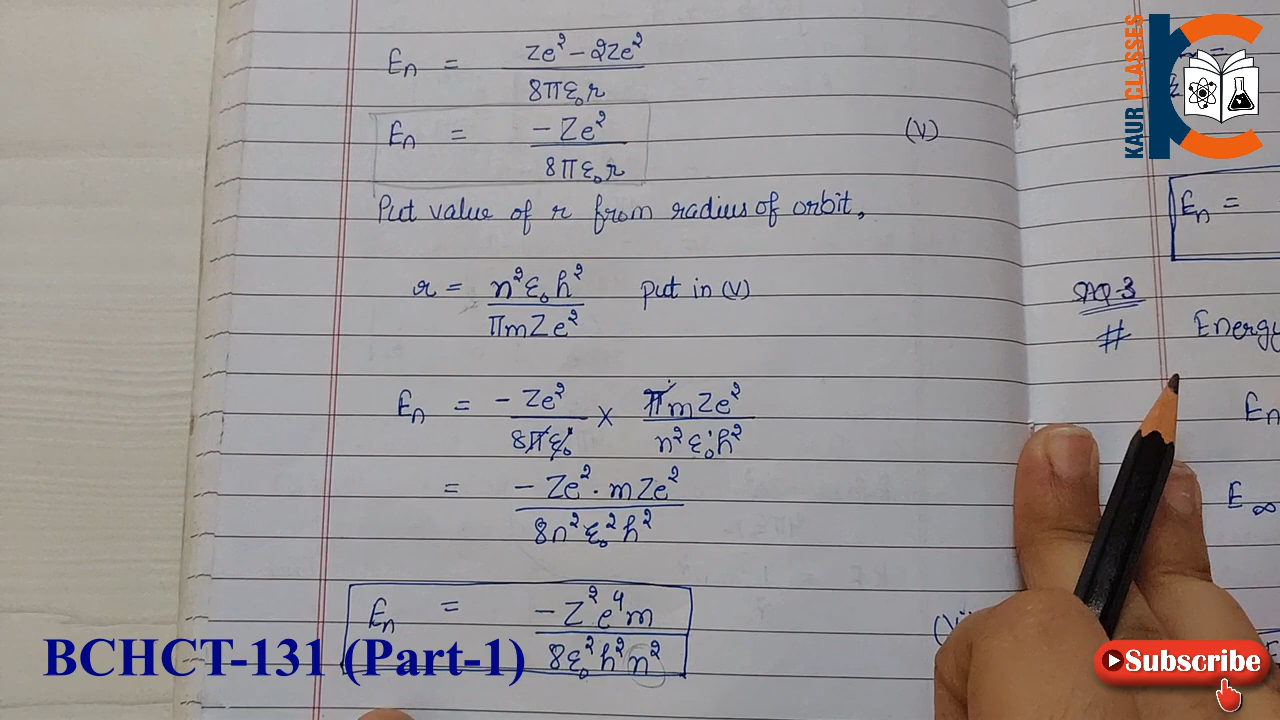 Eₙ = Ze² - 2Ze² / 8πε₀r
Eₙ = -Ze² / 8πε₀r (V)
Put value of r from radius of orbit,
r = n²ε₀h² / πmZe² put in (V)
Eₙ = -Ze² / 8πε₀ × πmZe² / n²ε₀h²
= -Ze² · mZe² / 8n²ε₀²h²
Eₙ = -Z²e⁴m / 8ε₀²h²n²
Eₙ =
SAQ-3
# Energy
Eₙ
E∞
KAUR CLASSES
BCHCT-131 (Part-1)
Subscribe